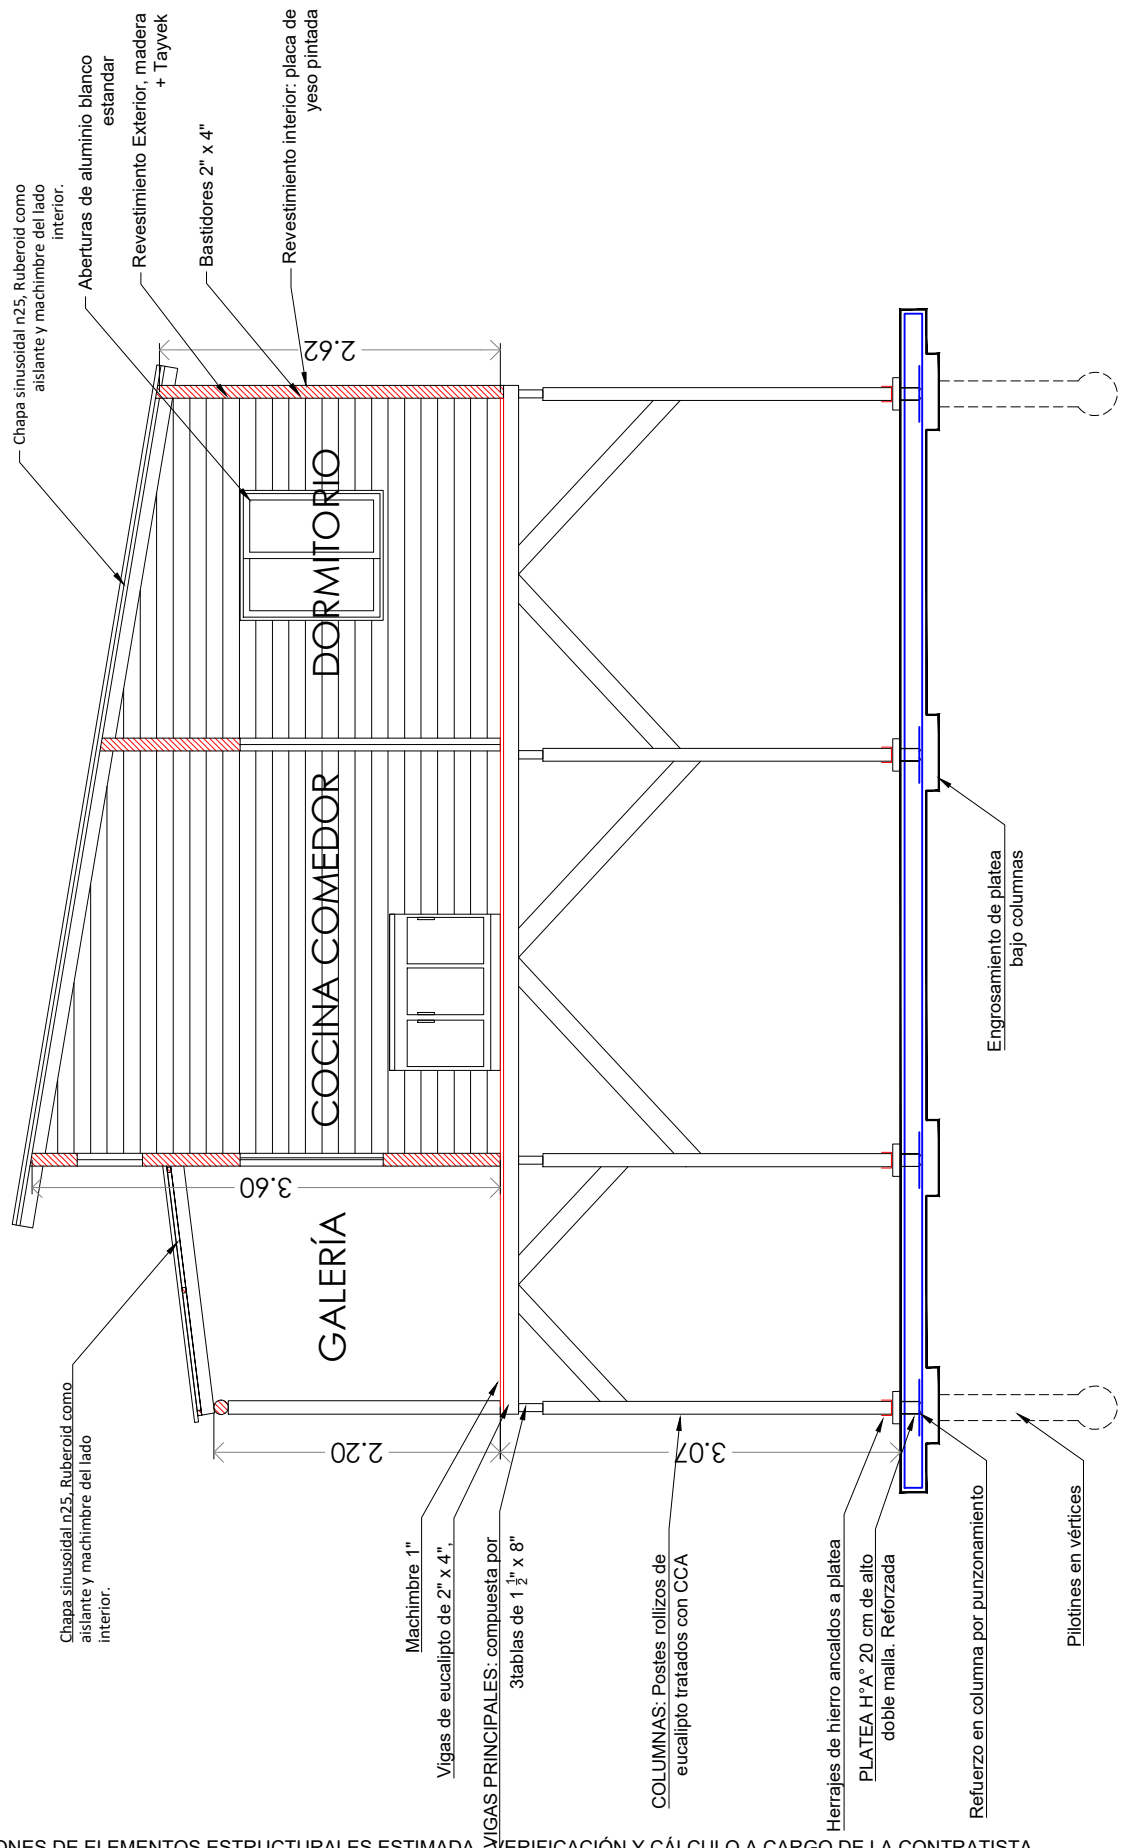 Chapa sinusoidal n25, Ruberoid como
aislante y machimbre del lado
interior.
Aberturas de aluminio blanco
estandar
Revestimiento Exterior, madera
+ Tayvek
Bastidores 2" x 4"
Revestimiento interior: placa de
yeso pintada
2.62
DORMITORIO
COCINA COMEDOR
3.60
GALERÍA
2.20
3.07
Chapa sinusoidal n25, Ruberoid como
aislante y machimbre del lado
interior.
Machimbre 1"
Vigas de eucalipto de 2" x 4",
VIGAS PRINCIPALES: compuesta por
3tablas de 1 1/2" x 8"
COLUMNAS: Postes rollizos de
eucalipto tratados con CCA
Herrajes de hierro ancaldos a platea
PLATEA H°A° 20 cm de alto
doble malla. Reforzada
Refuerzo en columna por punzonamiento
Pilotines en vértices
Engrosamiento de platea
bajo columnas
ONES DE ELEMENTOS ESTRUCTURALES ESTIMADA. VERIFICACIÓN Y CÁLCULO A CARGO DE LA CONTRATISTA